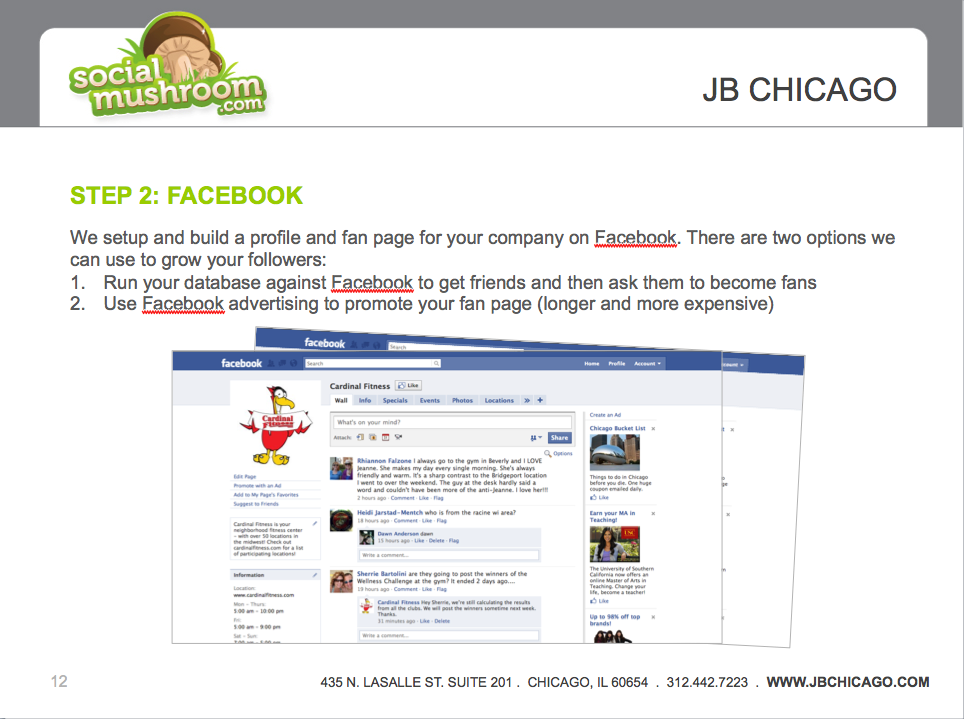 social
mushroom
.com
JB CHICAGO
STEP 2: FACEBOOK
We setup and build a profile and fan page for your company on Facebook. There are two options we
can use to grow your followers:
1. Run your database against Facebook to get friends and then ask them to become fans
2. Use Facebook advertising to promote your fan page (longer and more expensive)
facebook
Search
facebook
Search
Home Profile Account
Cardinal Fitness
Like
Wall Info Specials Events Photos Locations » +
What's on your mind?
Attach:
Share
Options
Cardinal
Fitness
Edit Page
Promote with an Ad
Add to My Page's Favorites
Suggest to Friends
Cardinal Fitness is your
neighborhood fitness center
- with over 50 locations in
the midwest! Check out
cardinalfitness.com for a list
of participating locations!
Information
Location:
www.cardinalfitness.com
Mon - Thurs:
5:00 am - 10:00 pm
Fri:
5:00 am - 9:00 pm
Sat - Sun:
Rhiannon Falzone I always go to the gym in Beverly and I LOVE
Jeanne. She makes my day every single morning. She's always
friendly and warm. It's a sharp contrast to the Bridgeport location
I went to over the weekend. The guy at the desk hardly said a
word and couldn't have been more of the anti-Jeanne. I love her!!!
2 hours ago · Comment · Like · Flag
Heidi Jarstad-Mentch who is from the racine wi area?
18 hours ago · Comment · Like · Flag
Dawn Anderson dawn
15 hours ago · Like · Delete · Flag
Write a comment...
Sherrie Bartolini are they going to post the winners of the
Wellness Challenge at the gym? It ended 2 days ago....
19 hours ago · Comment · Like · Flag
Cardinal Fitness Hey Sherrie, we're still calculating the results
from all the clubs. We will post the winners sometime next week.
Thanks.
31 minutes ago · Like · Delete
Write a comment...
Create an Ad
Chicago Bucket List x
Things to do in Chicago
before you die. One huge
coupon emailed daily.
Like
Earn your MA in
Teaching! x
USC
The University of Southern
California now offers an
online Master of Arts in
Teaching. Change your
life, become a teacher!
Like
Up to 98% off top
brands! x
12
435 N. LASALLE ST. SUITE 201 . CHICAGO, IL 60654 . 312.442.7223 . WWW.JBCHICAGO.COM